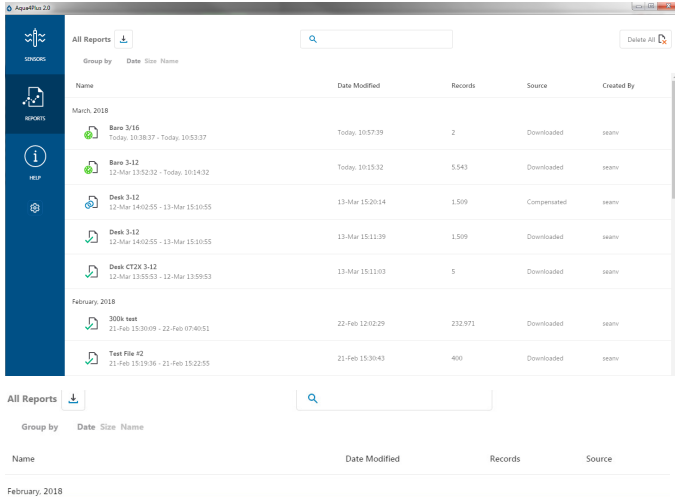 Aqua4Plus 2.0
SENSORS
REPORTS
HELP
All Reports
Delete All
Group by Date Size Name
Name Date Modified Records Source Created By
March, 2018
Baro 3/16
Today, 10:38:37 - Today, 10:53:37 Today, 10:57:39 2 Downloaded seanv
Baro 3-12
12-Mar 13:52:32 - Today, 10:14:32 Today, 10:15:32 5.543 Downloaded seanv
Desk 3-12
12-Mar 14:02:55 - 13-Mar 15:10:55 13-Mar 15:20:14 1.509 Compensated seanv
Desk 3-12
12-Mar 14:02:55 - 13-Mar 15:10:55 13-Mar 15:11:39 1.509 Downloaded seanv
Desk CT2X 3-12
12-Mar 13:55:53 - 12-Mar 13:59:53 13-Mar 15:11:03 5 Downloaded seanv
February, 2018
300k test
21-Feb 15:30:09 - 22-Feb 07:40:51 22-Feb 12:02:29 232.971 Downloaded seanv
Test File #2
21-Feb 15:19:36 - 21-Feb 15:22:55 21-Feb 15:30:43 400 Downloaded seanv
All Reports
Group by Date Size Name
Name Date Modified Records Source
February, 2018